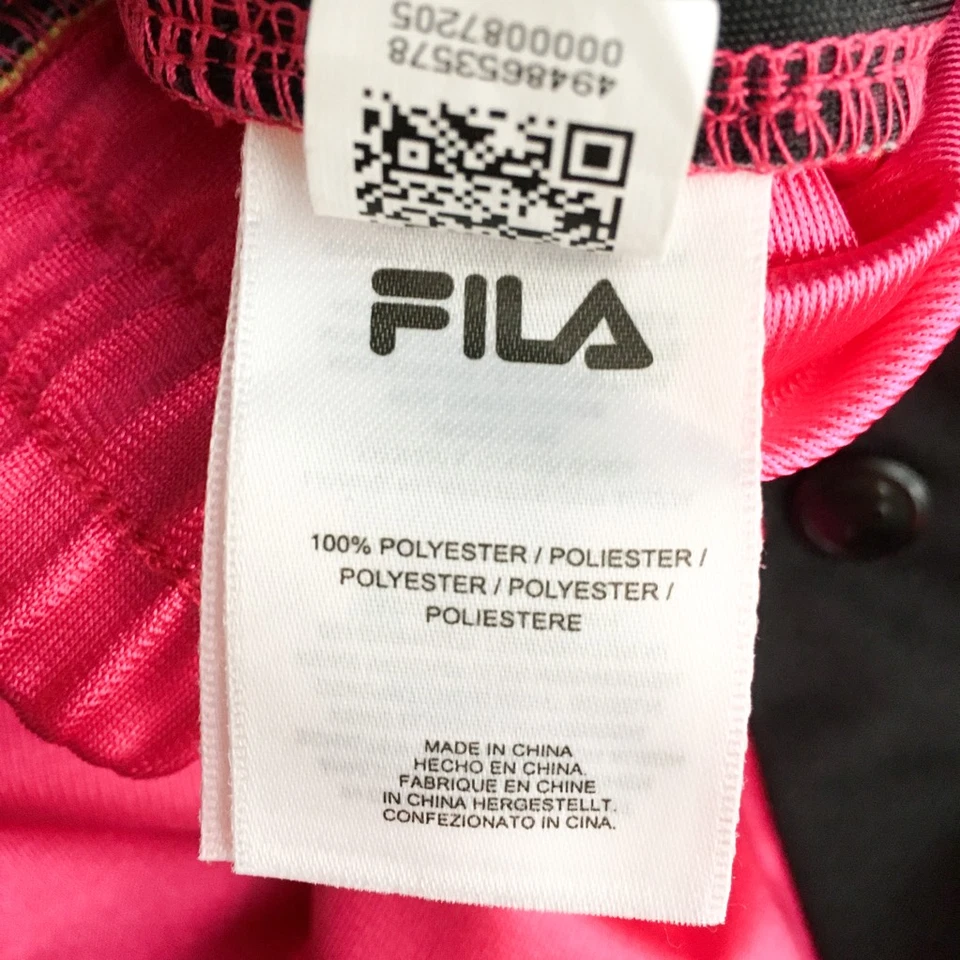 4948653578
0000087205
FILA
100% POLYESTER / POLIESTER /
POLYESTER / POLYESTER /
POLIESTERE
MADE IN CHINA
HECHO EN CHINA.
FABRIQUE EN CHINE
IN CHINA HERGESTELLT.
CONFEZIONATO IN CINA.